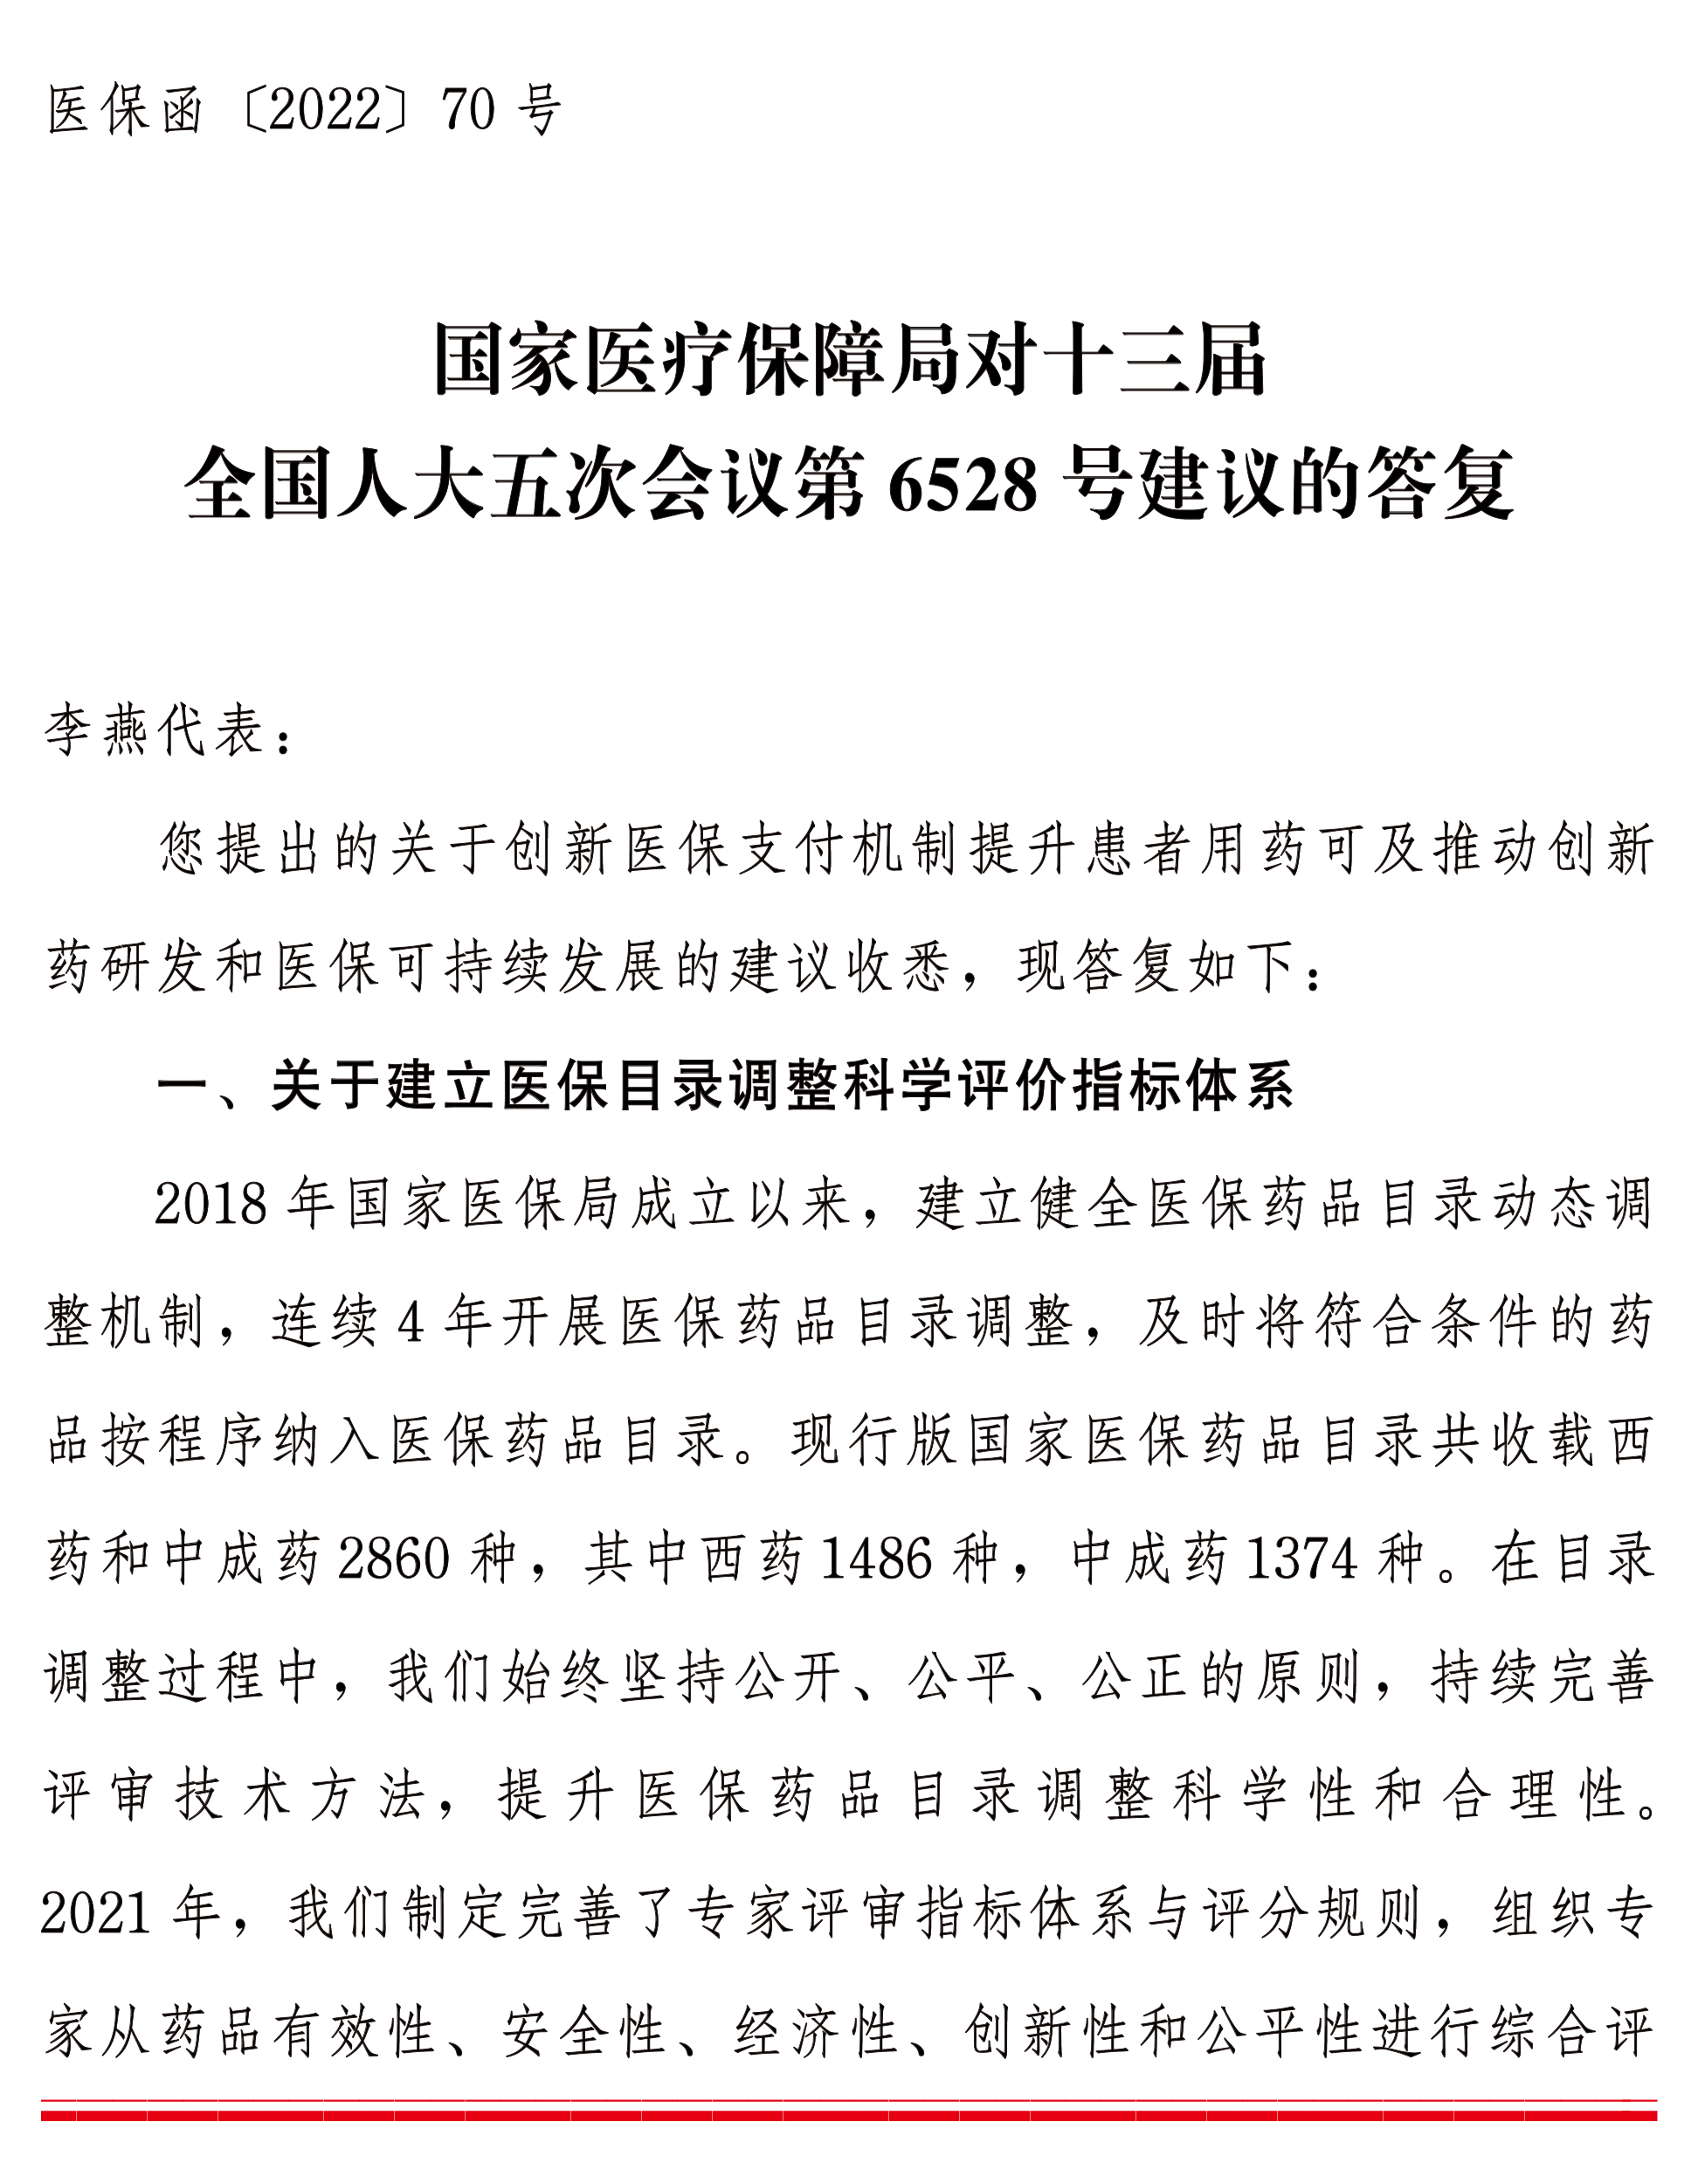 医保函〔2022〕70 号
国家医疗保障局对十三届
全国人大五次会议第 6528 号建议的答复
李燕代表：
您提出的关于创新医保支付机制提升患者用药可及推动创新
药研发和医保可持续发展的建议收悉，现答复如下：
一、关于建立医保目录调整科学评价指标体系
2018 年国家医保局成立以来，建立健全医保药品目录动态调
整机制，连续 4 年开展医保药品目录调整，及时将符合条件的药
品按程序纳入医保药品目录。现行版国家医保药品目录共收载西
药和中成药 2860 种，其中西药 1486 种，中成药 1374 种。在目录
调整过程中，我们始终坚持公开、公平、公正的原则，持续完善
评审技术方法，提升医保药品目录调整科学性和合理性。
2021 年，我们制定完善了专家评审指标体系与评分规则，组织专
家从药品有效性、安全性、经济性、创新性和公平性进行综合评